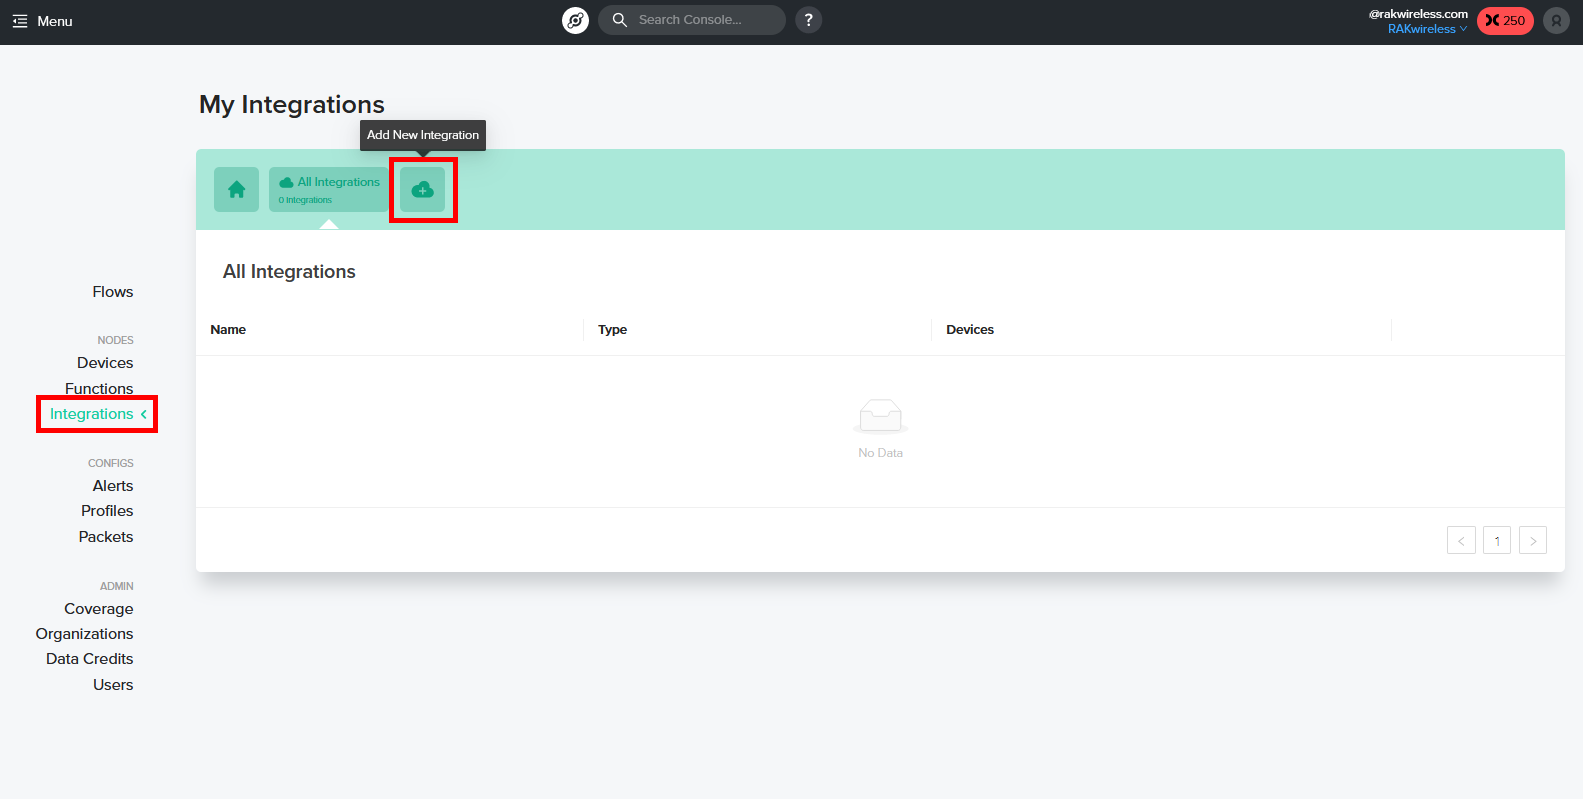 Menu
Search Console...
?
@rakwireless.com
RAKwireless
250
My Integrations
Add New Integration
All Integrations
0 Integrations
All Integrations
Name Type Devices
No Data
1
Flows
NODES
Devices
Functions
Integrations
CONFIGS
Alerts
Profiles
Packets
ADMIN
Coverage
Organizations
Data Credits
Users